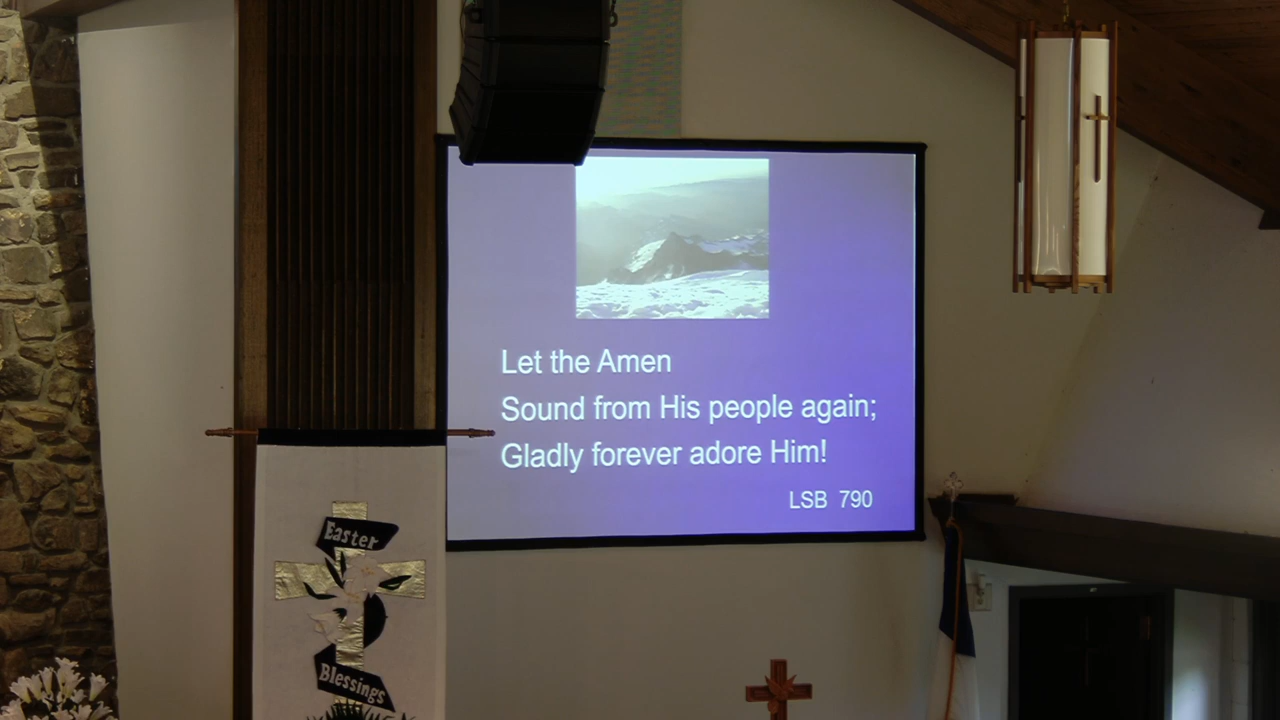 Let the Amen
Sound from His people again;
Gladly forever adore Him!
LSB 790
Easter
Blessings